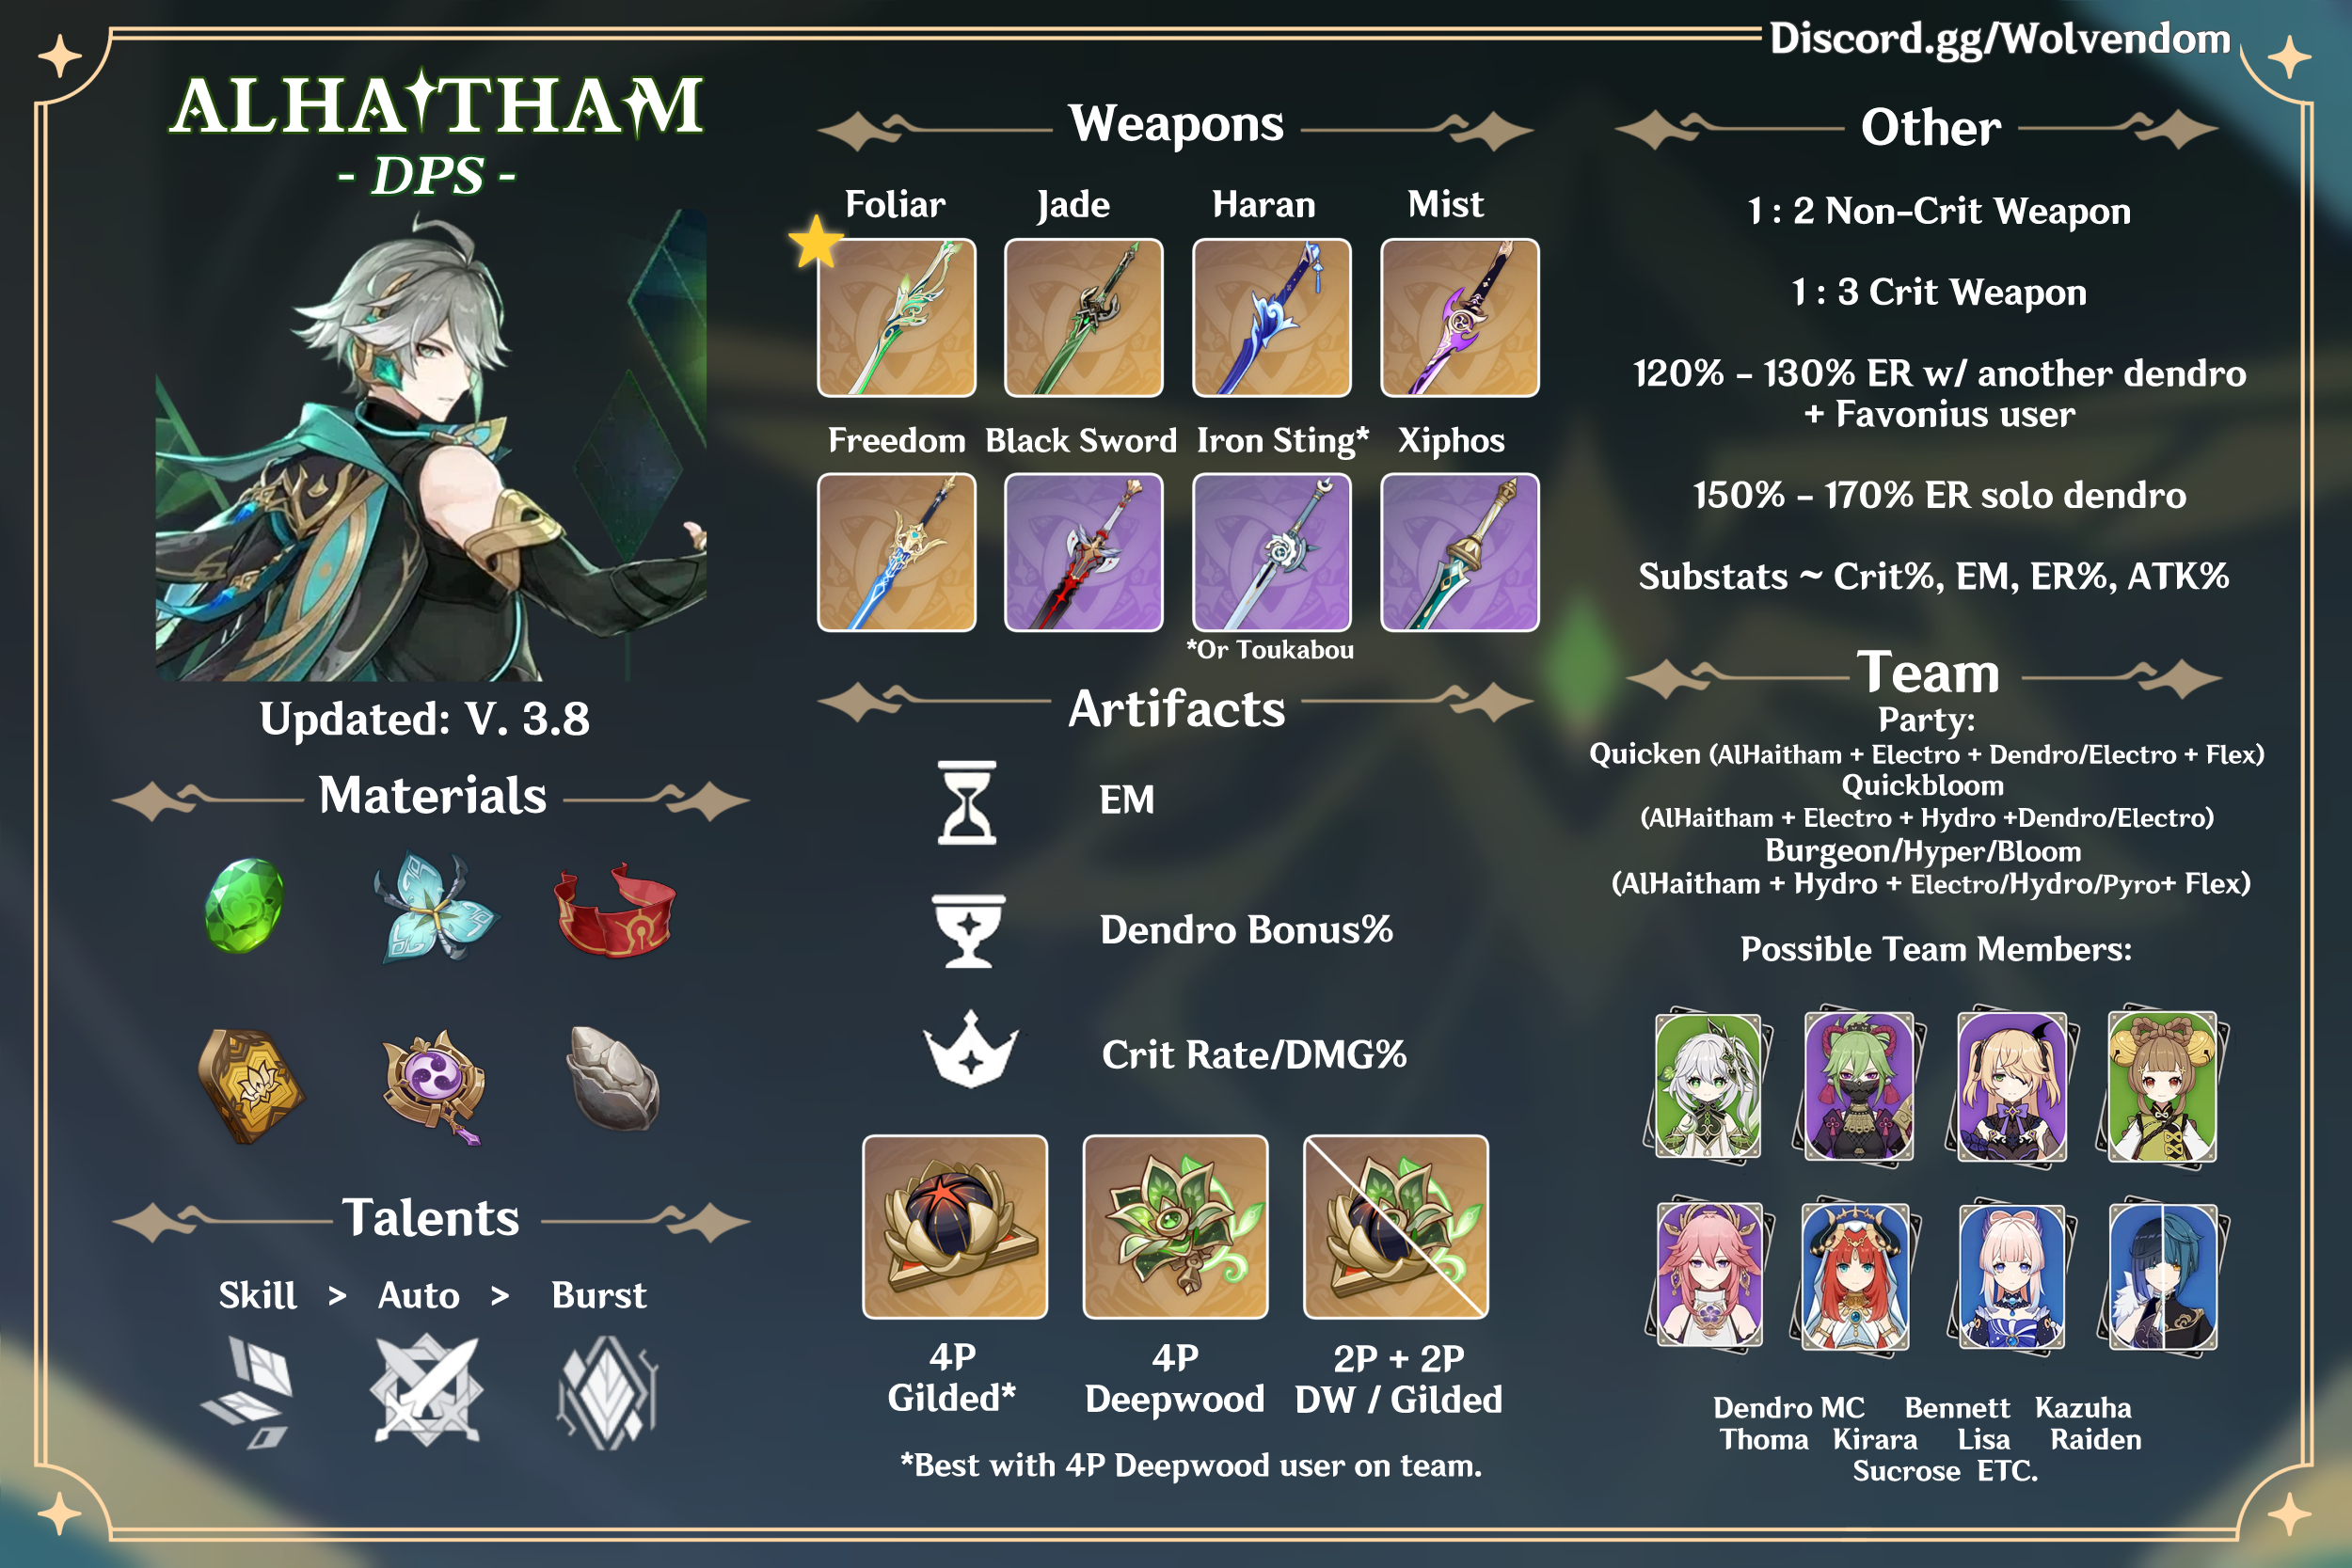 Discord.gg/Wolvendom
ALHAITHAM
- DPS -
Updated: V. 3.8
Materials
Talents
Skill > Auto > Burst
Weapons
Foliar Jade Haran Mist
Freedom Black Sword Iron Sting* Xiphos
*Or Toukabou
Artifacts
EM
Dendro Bonus%
Crit Rate/DMG%
4P Gilded*
4P Deepwood
2P + 2P DW / Gilded
*Best with 4P Deepwood user on team.
Other
1 : 2 Non-Crit Weapon
1 : 3 Crit Weapon
120% - 130% ER w/ another dendro
+ Favonius user
150% - 170% ER solo dendro
Substats ~ Crit%, EM, ER%, ATK%
Team
Party:
Quicken (AlHaitham + Electro + Dendro/Electro + Flex)
Quickbloom
(AlHaitham + Electro + Hydro +Dendro/Electro)
Burgeon/Hyper/Bloom
(AlHaitham + Hydro + Electro/Hydro/Pyro+ Flex)
Possible Team Members:
Dendro MC Bennett Kazuha
Thoma Kirara Lisa Raiden
Sucrose ETC.